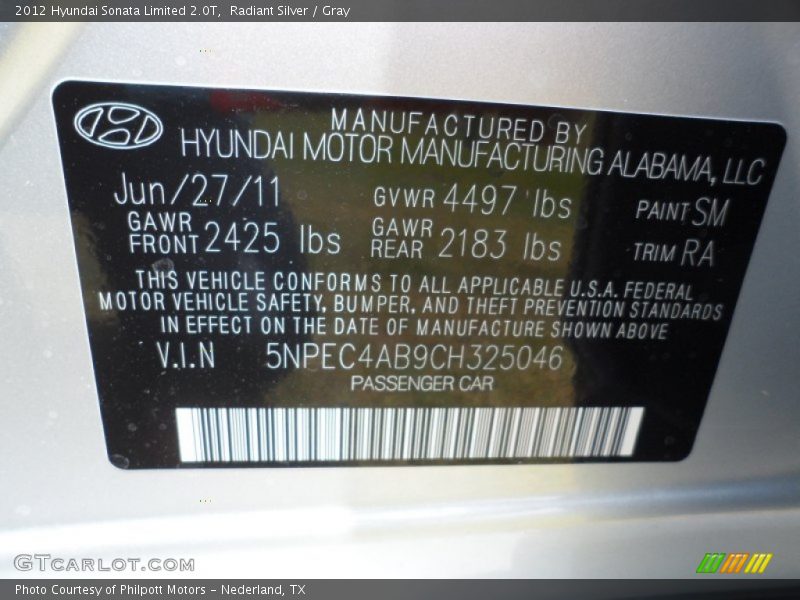 2012 Hyundai Sonata Limited 2.0T, Radiant Silver / Gray
MANUFACTURED BY
HYUNDAI MOTOR MANUFACTURING ALABAMA, LLC
Jun/27/11 GVWR 4497 lbs PAINT SM
GAWR FRONT 2425 lbs GAWR REAR 2183 lbs TRIM RA
THIS VEHICLE CONFORMS TO ALL APPLICABLE U.S.A. FEDERAL
MOTOR VEHICLE SAFETY, BUMPER, AND THEFT PREVENTION STANDARDS
IN EFFECT ON THE DATE OF MANUFACTURE SHOWN ABOVE
V.I.N 5NPEC4AB9CH325046
PASSENGER CAR
GTCARLOT.COM
Photo Courtesy of Philpott Motors - Nederland, TX